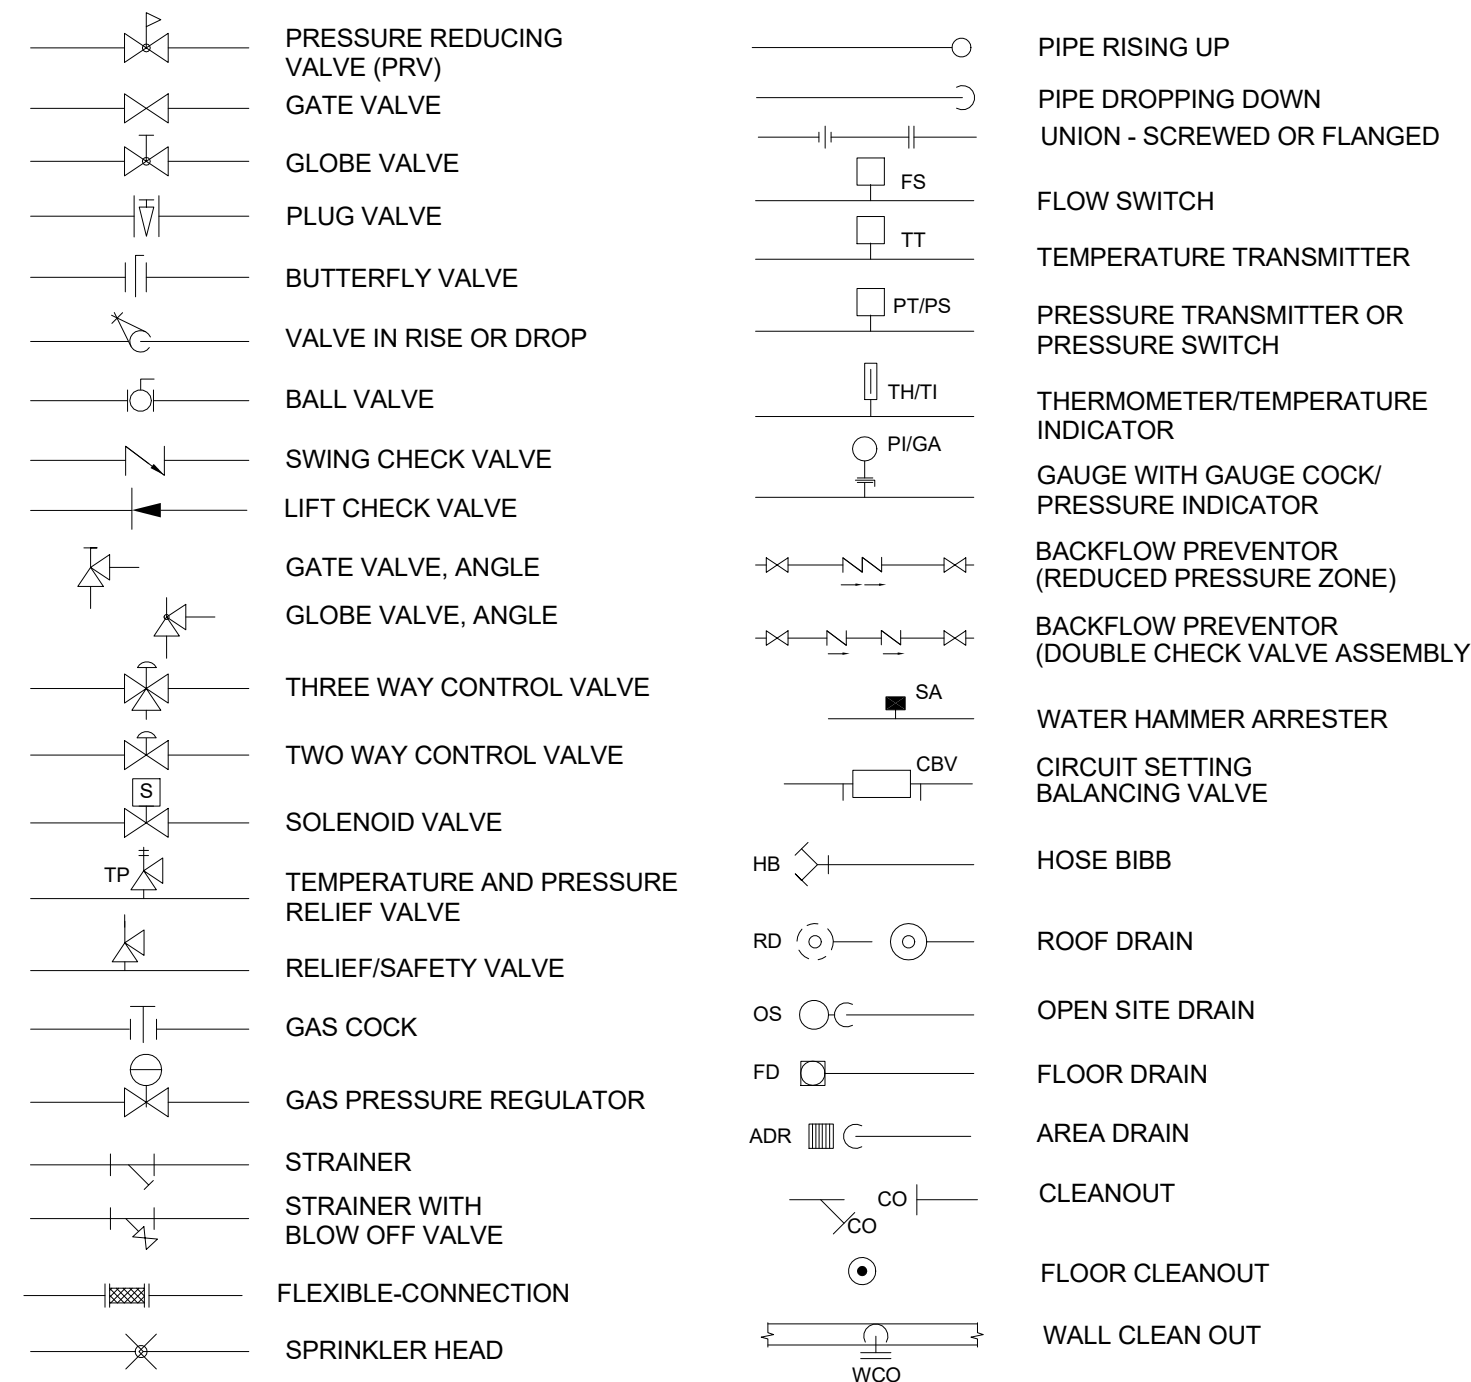 PRESSURE REDUCING
VALVE (PRV)
GATE VALVE
GLOBE VALVE
PLUG VALVE
BUTTERFLY VALVE
VALVE IN RISE OR DROP
BALL VALVE
SWING CHECK VALVE
LIFT CHECK VALVE
GATE VALVE, ANGLE
GLOBE VALVE, ANGLE
THREE WAY CONTROL VALVE
TWO WAY CONTROL VALVE
S
SOLENOID VALVE
TP
TEMPERATURE AND PRESSURE
RELIEF VALVE
RELIEF/SAFETY VALVE
GAS COCK
GAS PRESSURE REGULATOR
STRAINER
STRAINER WITH
BLOW OFF VALVE
FLEXIBLE-CONNECTION
SPRINKLER HEAD
PIPE RISING UP
PIPE DROPPING DOWN
UNION - SCREWED OR FLANGED
FS
FLOW SWITCH
TT
TEMPERATURE TRANSMITTER
PT/PS
PRESSURE TRANSMITTER OR
PRESSURE SWITCH
TH/TI
THERMOMETER/TEMPERATURE
INDICATOR
PI/GA
GAUGE WITH GAUGE COCK/
PRESSURE INDICATOR
BACKFLOW PREVENTOR
(REDUCED PRESSURE ZONE)
BACKFLOW PREVENTOR
(DOUBLE CHECK VALVE ASSEMBLY
SA
WATER HAMMER ARRESTER
CBV
CIRCUIT SETTING
BALANCING VALVE
HB
HOSE BIBB
RD
ROOF DRAIN
OS
OPEN SITE DRAIN
FD
FLOOR DRAIN
ADR
AREA DRAIN
CO
CO
CLEANOUT
FLOOR CLEANOUT
WALL CLEAN OUT
WCO